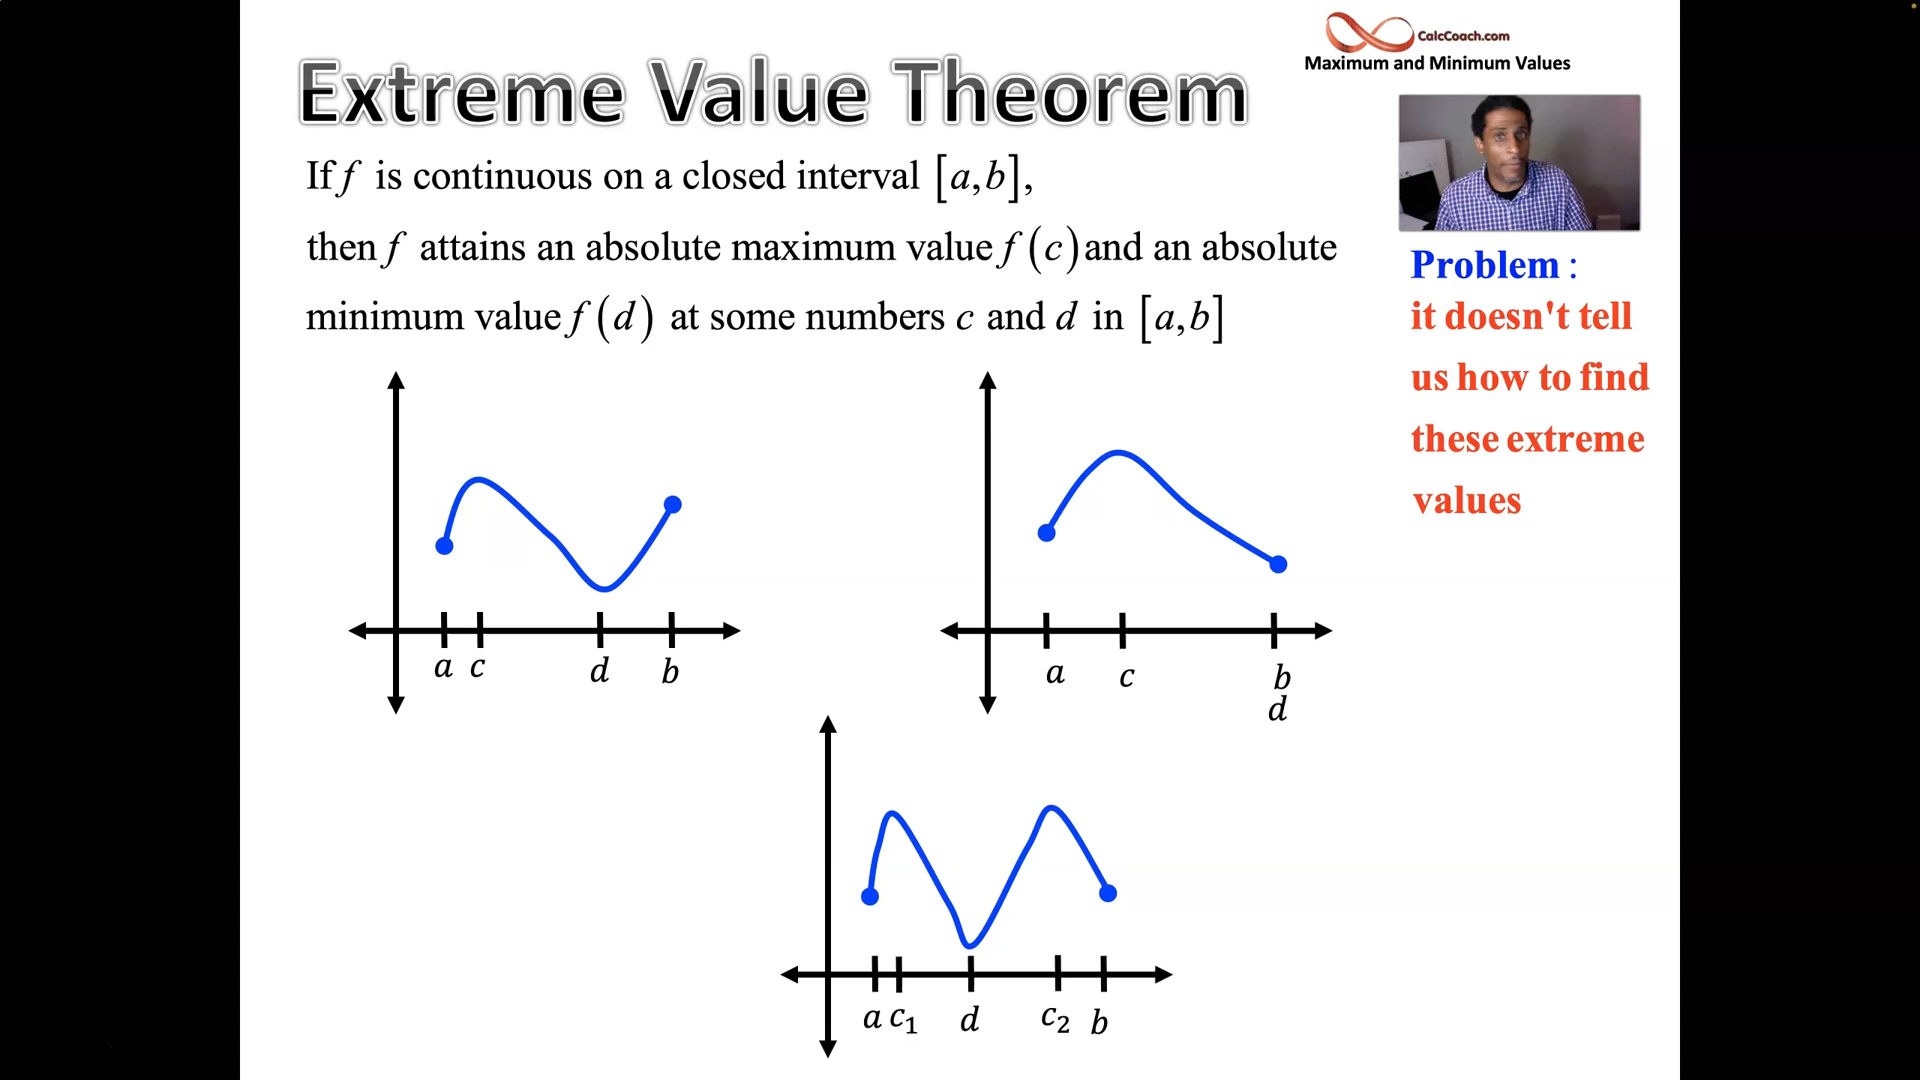 CalcCoach.com
Maximum and Minimum Values
Extreme Value Theorem
If f is continuous on a closed interval [a,b],
then f attains an absolute maximum value f(c) and an absolute
minimum value f(d) at some numbers c and d in [a,b]
Problem :
it doesn't tell
us how to find
these extreme
values
a c d b
a c b
d
a c₁ d c₂ b